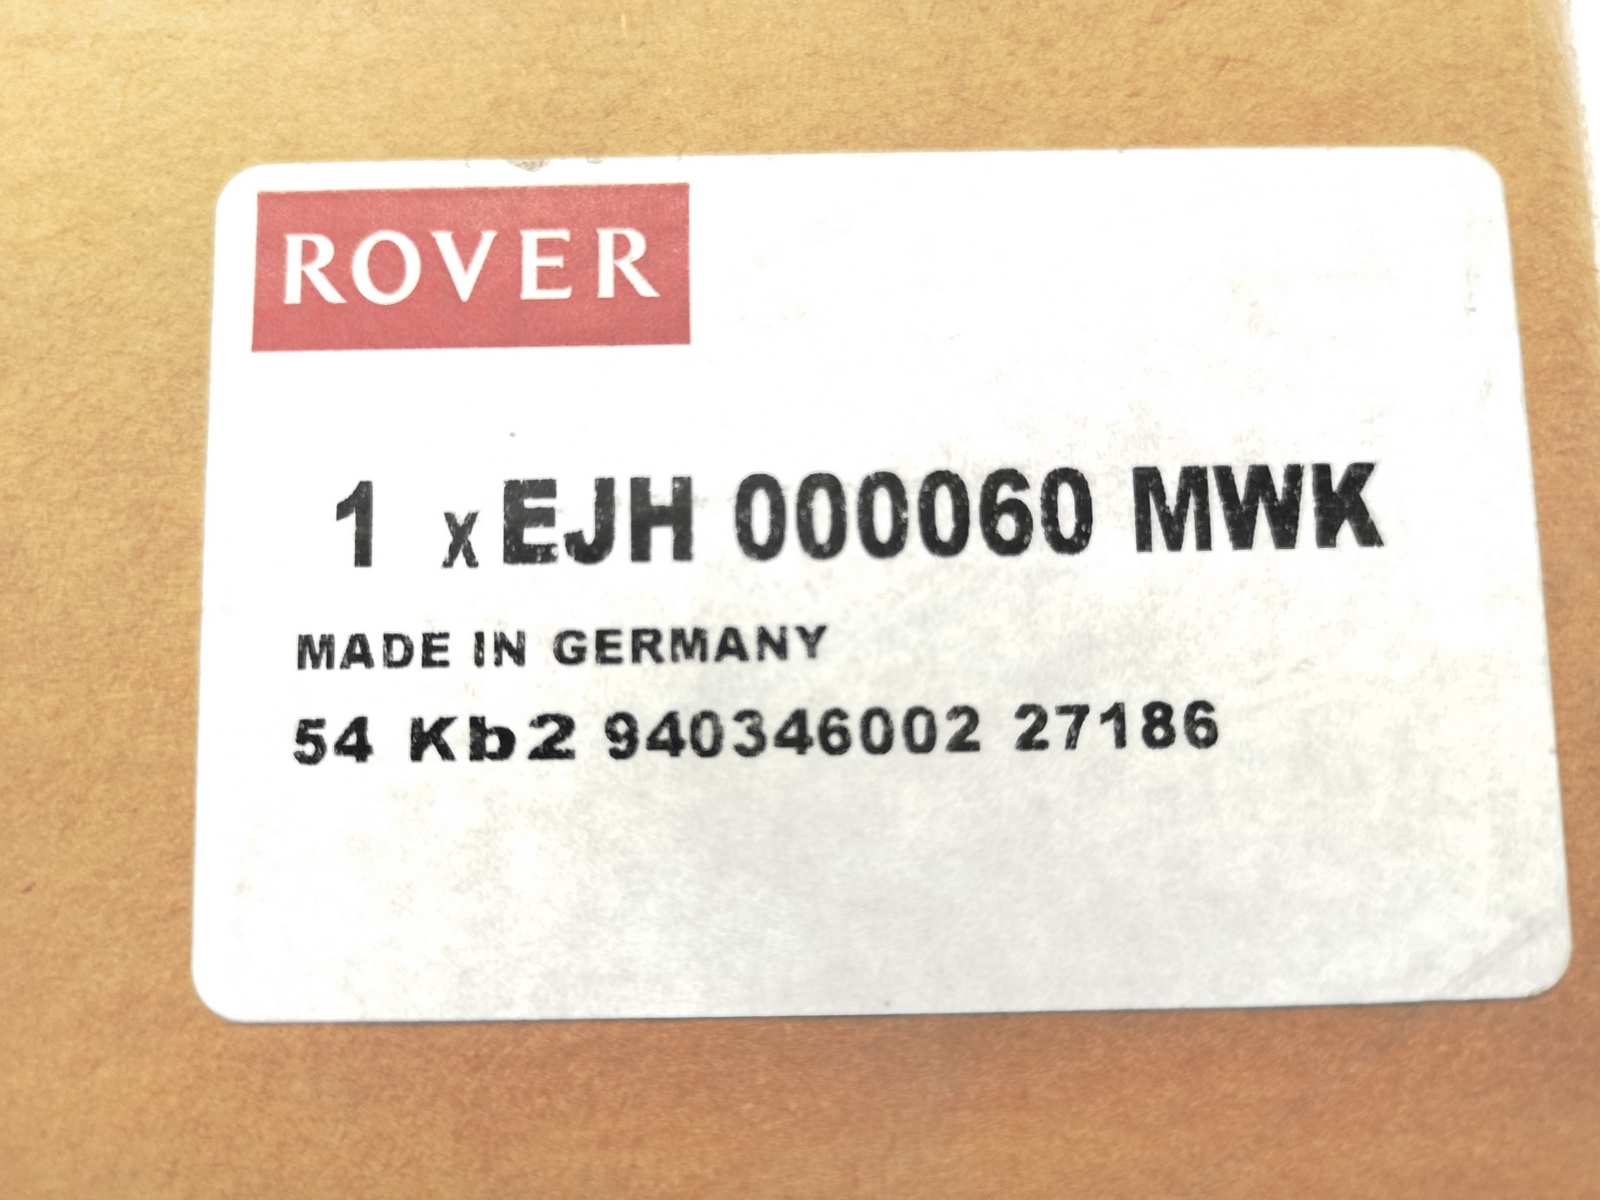 ROVER
1 x EJH 000060 MWK
MADE IN GERMANY
54 Kb2 940346002 27186